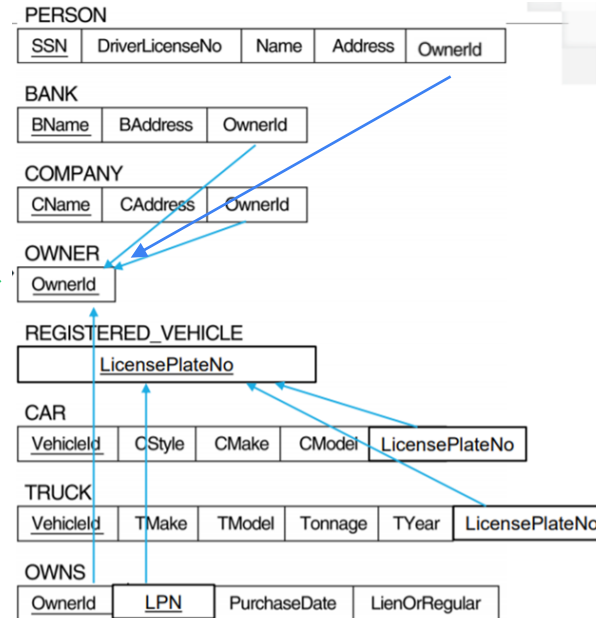 PERSON
SSN DriverLicenseNo Name Address OwnerId
BANK
BName BAddress OwnerId
COMPANY
CName CAddress OwnerId
OWNER
OwnerId
REGISTERED_VEHICLE
LicensePlateNo
CAR
VehicleId CStyle CMake CModel LicensePlateNo
TRUCK
VehicleId TMake TModel Tonnage TYear LicensePlateNo
OWNS
OwnerId LPN PurchaseDate LienOrRegular